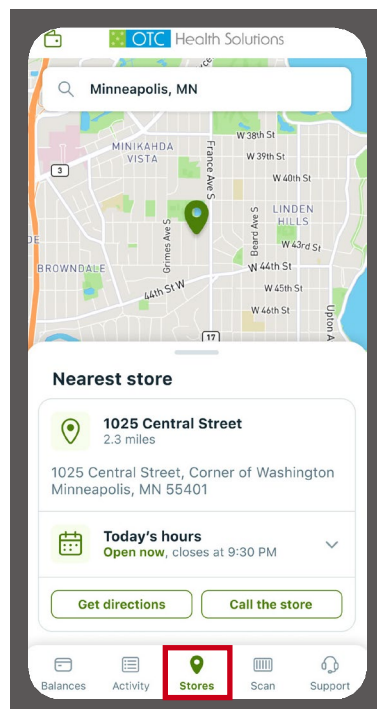 OTC Health Solutions
Minneapolis, MN
MINIKAHDA
VISTA
France Ave S
W 38th St
W 39th St
W 40th St
3
LINDEN
HILLS
Grimes Ave S
Beard Ave S
W 43rd St
BROWNDALE
W 44th St
44th St W
W 45th St
W 46th St
Upton A
17
Nearest store
1025 Central Street
2.3 miles
1025 Central Street, Corner of Washington
Minneapolis, MN 55401
Today's hours
Open now, closes at 9:30 PM
Get directions
Call the store
Balances
Activity
Stores
Scan
Support